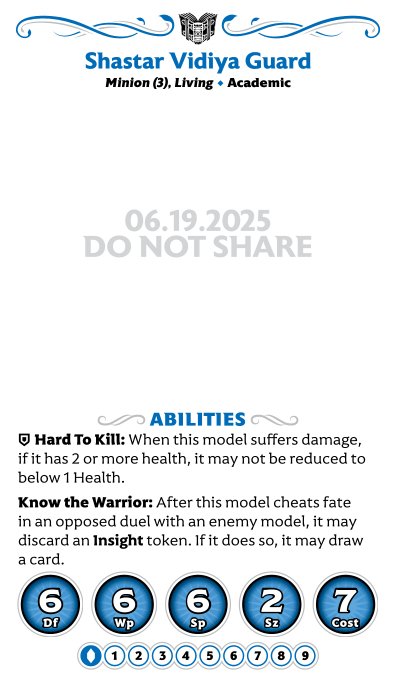 Shastar Vidiya Guard
Minion (3), Living • Academic
06.19.2025
DO NOT SHARE
ABILITIES
Hard To Kill: When this model suffers damage,
if it has 2 or more health, it may not be reduced to
below 1 Health.
Know the Warrior: After this model cheats fate
in an opposed duel with an enemy model, it may
discard an Insight token. If it does so, it may draw
a card.
6 6 6 2 7
Df Wp Sp Sz Cost
1 2 3 4 5 6 7 8 9